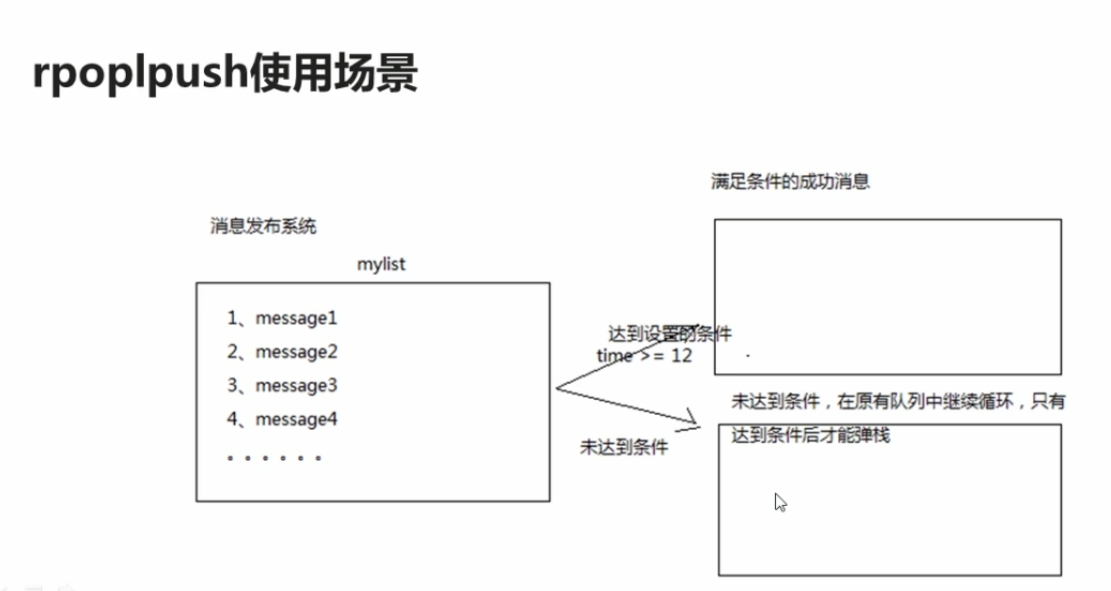 rpoplpush使用场景
满足条件的成功消息
消息发布系统
mylist
1、message1
2、message2
3、message3
4、message4
。。。。。。
达到设置的条件
time >= 12
未达到条件，在原有队列中继续循环，只有
达到条件后才能弹栈
未达到条件